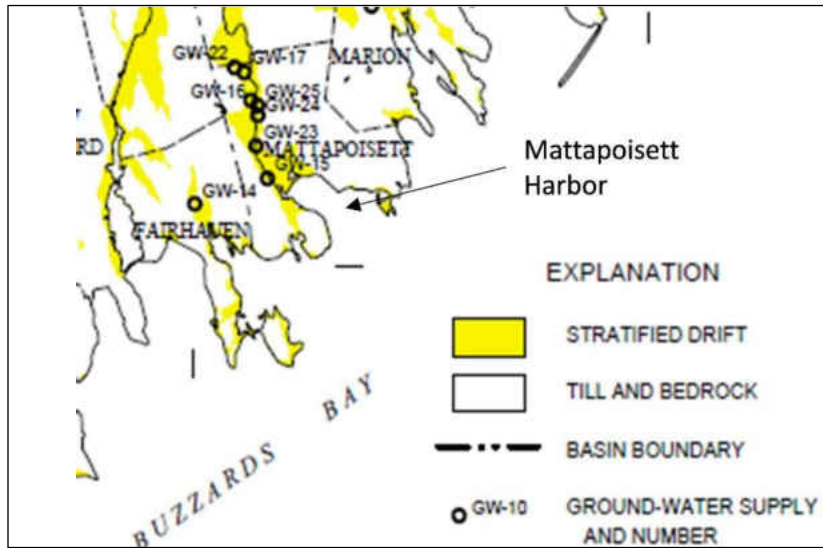 GW-22
GW-17
MARION
GW-16
GW-25
GW-24
GW-23
RD
MATTAPOISETT
GW-15
Mattapoisett
Harbor
GW-14
FAIRHAVEN
EXPLANATION
STRATIFIED DRIFT
TILL AND BEDROCK
BUZZARDS BAY
BASIN BOUNDARY
GW-10
GROUND-WATER SUPPLY
AND NUMBER